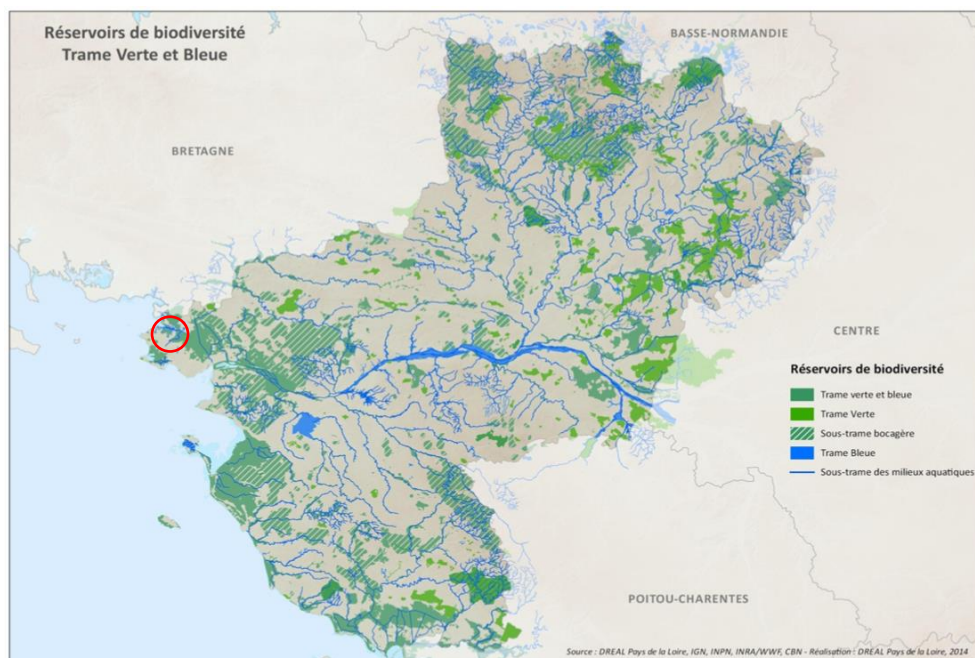 Réservoirs de biodiversité
Trame Verte et Bleue
BASSE-NORMANDIE
BRETAGNE
CENTRE
Réservoirs de biodiversité
Trame verte et bleue
Trame Verte
Sous-trame bocagère
Trame Bleue
Sous-trame des milieux aquatiques
POITOU-CHARENTES
Source : DREAL Pays de la Loire, IGN, INPN, INRA/WWF, CBN - Réalisation : DREAL Pays de la Loire, 2014